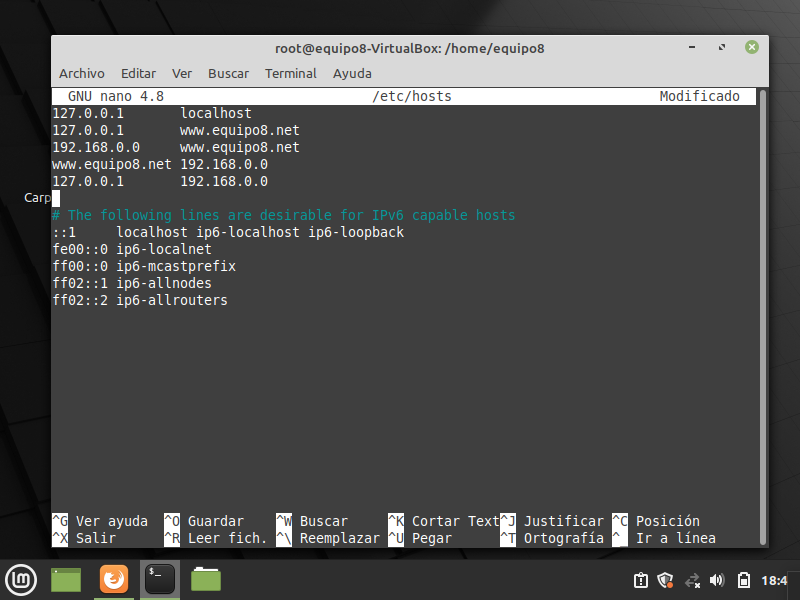 root@equipo8-VirtualBox: /home/equipo8
Archivo Editar Ver Buscar Terminal Ayuda
GNU nano 4.8 /etc/hosts Modificado
127.0.0.1 localhost
127.0.0.1 www.equipo8.net
192.168.0.0 www.equipo8.net
www.equipo8.net 192.168.0.0
127.0.0.1 192.168.0.0
Carp
# The following lines are desirable for IPv6 capable hosts
::1 localhost ip6-localhost ip6-loopback
fe00::0 ip6-localnet
ff00::0 ip6-mcastprefix
ff02::1 ip6-allnodes
ff02::2 ip6-allrouters
^G Ver ayuda ^O Guardar ^W Buscar ^K Cortar Text ^J Justificar ^C Posición
^X Salir ^R Leer fich. ^\ Reemplazar ^U Pegar ^T Ortografía ^_ Ir a línea
18:4